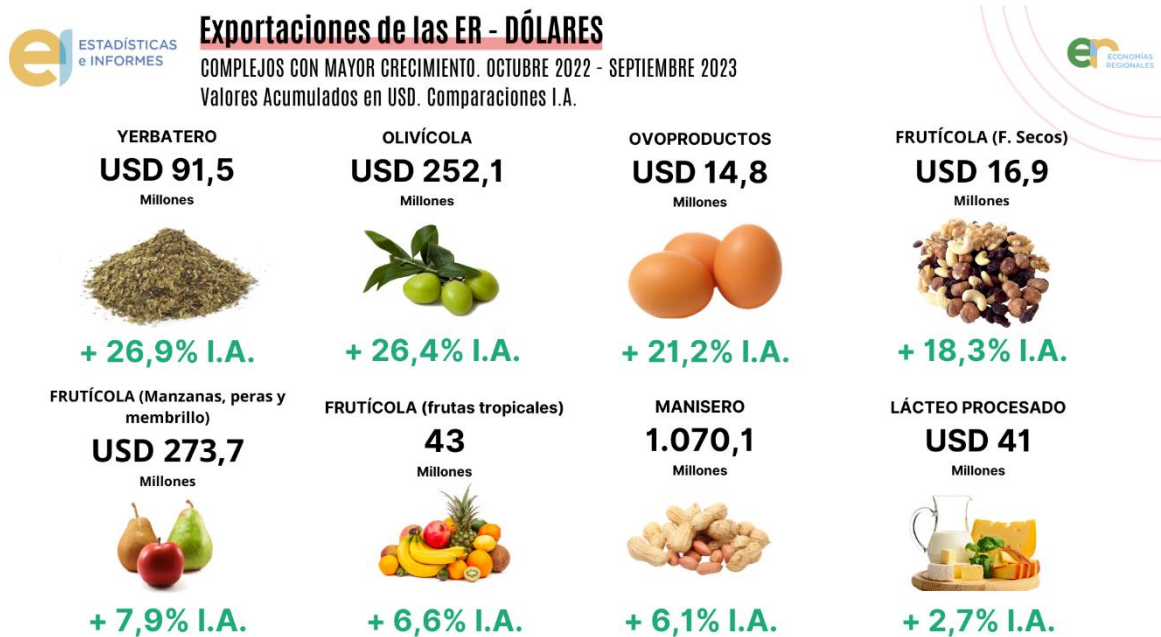 ESTADÍSTICAS
e INFORMES
Exportaciones de las ER - DÓLARES
COMPLEJOS CON MAYOR CRECIMIENTO. OCTUBRE 2022 - SEPTIEMBRE 2023
Valores Acumulados en USD. Comparaciones I.A.
er ECONOMÍAS
REGIONALES
YERBATERO
USD 91,5
Millones
+ 26,9% I.A.
OLIVÍCOLA
USD 252,1
Millones
+ 26,4% I.A.
OVOPRODUCTOS
USD 14,8
Millones
+ 21,2% I.A.
FRUTÍCOLA (F. Secos)
USD 16,9
Millones
+ 18,3% I.A.
FRUTÍCOLA (Manzanas, peras y
membrillo)
USD 273,7
Millones
+ 7,9% I.A.
FRUTÍCOLA (frutas tropicales)
43
Millones
+ 6,6% I.A.
MANISERO
1.070,1
Millones
+ 6,1% I.A.
LÁCTEO PROCESADO
USD 41
Millones
+ 2,7% I.A.